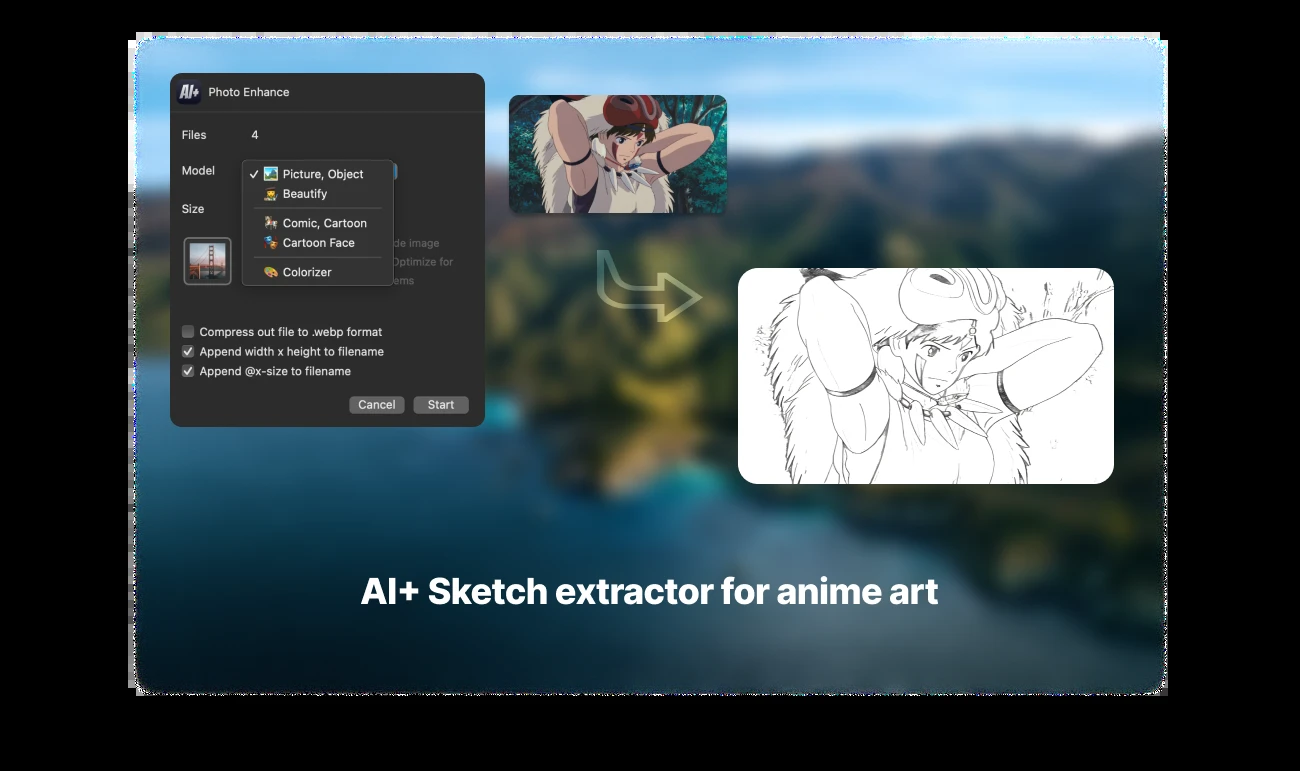 AI+ Photo Enhance
Files 4
Model
Picture, Object
Beautify
Size
Comic, Cartoon
Cartoon Face
Colorizer
de image
Optimize for
ems
Compress out file to .webp format
Append width x height to filename
Append @x-size to filename
Cancel Start
AI+ Sketch extractor for anime art